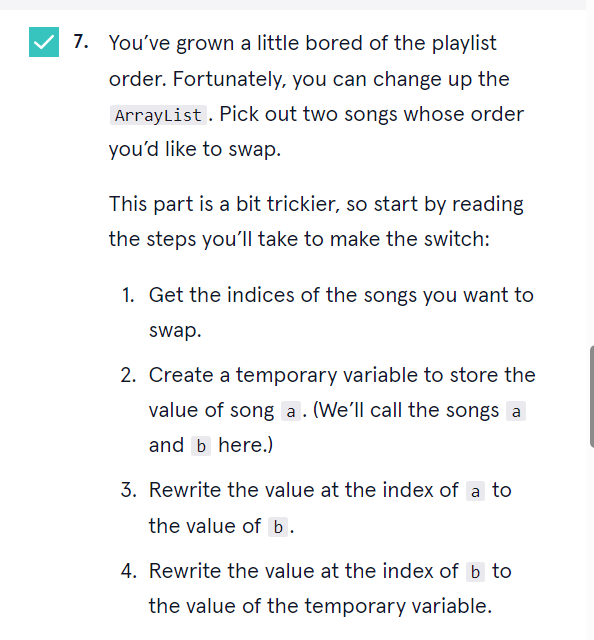 7. You’ve grown a little bored of the playlist
order. Fortunately, you can change up the
ArrayList. Pick out two songs whose order
you’d like to swap.
This part is a bit trickier, so start by reading
the steps you’ll take to make the switch:
1. Get the indices of the songs you want to
swap.
2. Create a temporary variable to store the
value of song a. (We’ll call the songs a
and b here.)
3. Rewrite the value at the index of a to
the value of b.
4. Rewrite the value at the index of b to
the value of the temporary variable.